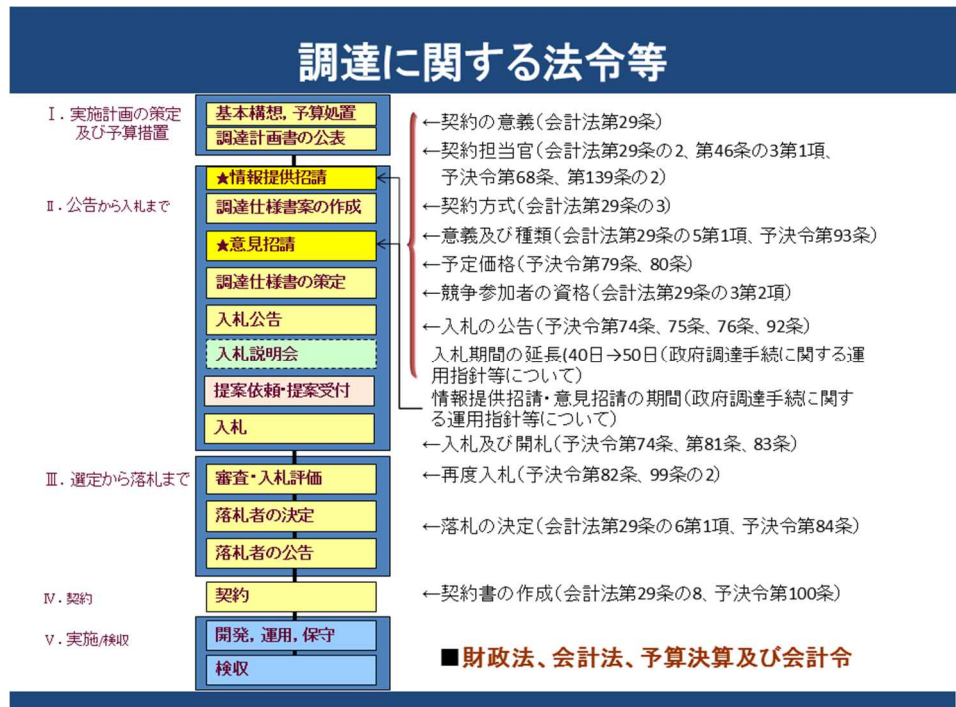 調達に関する法令等
Ⅰ．実施計画の策定
及び予算措置
基本構想，予算処置
調達計画書の公表
★情報提供招請
Ⅱ．公告から入札まで
調達仕様書案の作成
★意見招請
調達仕様書の策定
入札公告
入札説明会
提案依頼・提案受付
入札
Ⅲ．選定から落札まで
審査・入札評価
落札者の決定
落札者の公告
Ⅳ．契約
契約
Ⅴ．実施/検収
開発，運用，保守
検収
←契約の意義（会計法第29条）
←契約担当官（会計法第29条の2、第46条の3第1項、
予決令第68条、第139条の2）
←契約方式（会計法第29条の3）
←意義及び種類（会計法第29条の5第1項、予決令第93条）
←予定価格（予決令第79条、80条）
←競争参加者の資格（会計法第29条の3第2項）
←入札の公告（予決令第74条、75条、76条、92条）
入札期間の延長(40日→50日（政府調達手続に関する運
用指針等について）
情報提供招請・意見招請の期間（政府調達手続に関す
る運用指針等について）
←入札及び開札（予決令第74条、第81条、83条）
←再度入札（予決令第82条、99条の2）
←落札の決定（会計法第29条の6第1項、予決令第84条）
←契約書の作成（会計法第29条の8、予決令第100条）
■財政法、会計法、予算決算及び会計令